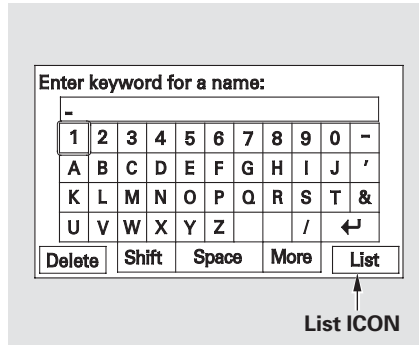 Enter keyword for a name:
-
1 2 3 4 5 6 7 8 9 0 -
A B C D E F G H I J '
K L M N O P Q R S T &
U V W X Y Z / ↵
Delete Shift Space More List
List ICON